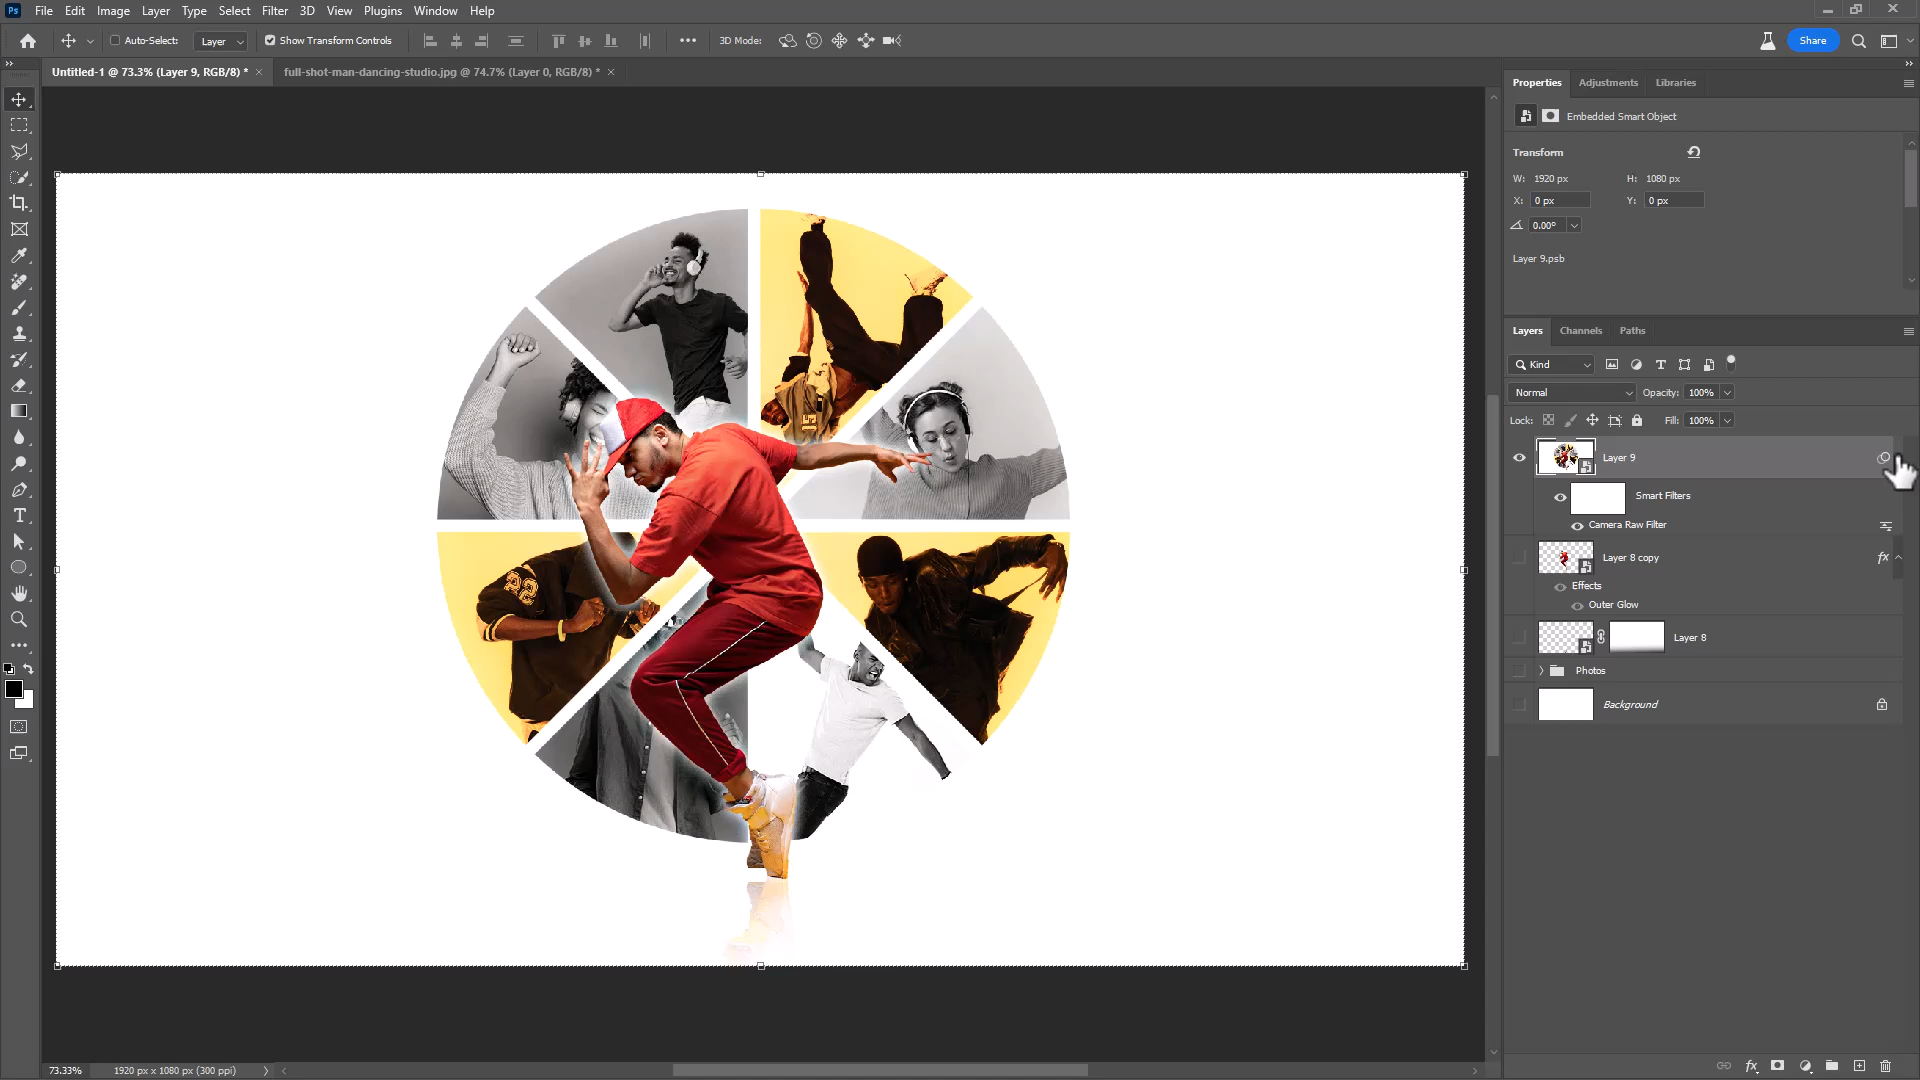 Ps File Edit Image Layer Type Select Filter 3D View Plugins Window Help
Auto-Select: Layer Show Transform Controls 3D Mode: Share
Untitled-1 @ 73.3% (Layer 9, RGB/8) * × full-shot-man-dancing-studio.jpg @ 74.7% (Layer 0, RGB/8) * ×
Properties Adjustments Libraries
Embedded Smart Object
Transform
W: 1920 px H: 1080 px
X: 0 px Y: 0 px
0.00°
Layer 9.psb
Layers Channels Paths
Kind
Normal Opacity: 100%
Lock: Fill: 100%
Layer 9
Smart Filters
Camera Raw Filter
Layer 8 copy fx
Effects
Outer Glow
Layer 8
Photos
Background
73.33% 1920 px x 1080 px (300 ppi)
fx